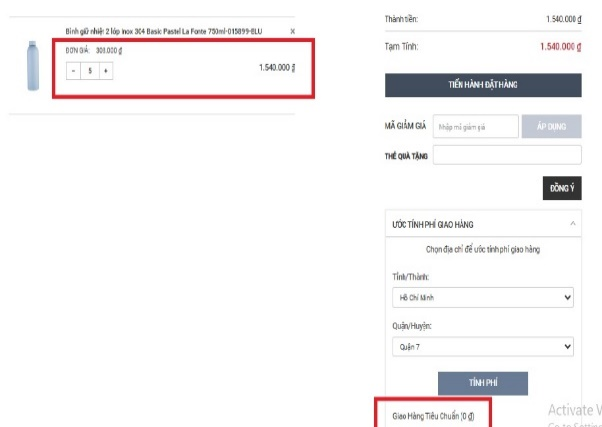 Bình giữ nhiệt 2 lóp inox 304 Basic Pastel La Fonte 750ml-015899-BLU x
ĐƠN GIÁ: 308.000 ₫
- 5 +
1.540.000 ₫
Thành tiền: 1.540.000 ₫
Tạm Tính: 1.540.000 ₫
TIẾN HÀNH ĐẶT HÀNG
MÃ GIẢM GIÁ Nhập mã giảm giá ÁP DỤNG
THẺ QUÀ TẶNG
ĐỒNG Ý
ƯỚC TÍNH PHÍ GIAO HÀNG
Chọn địa chỉ để ước tính phí giao hàng
Tỉnh/Thành:
Hồ Chí Minh
Quận/Huyện:
Quận 7
TÍNH PHÍ
Giao Hàng Tiêu Chuẩn (0 ₫)
Activate